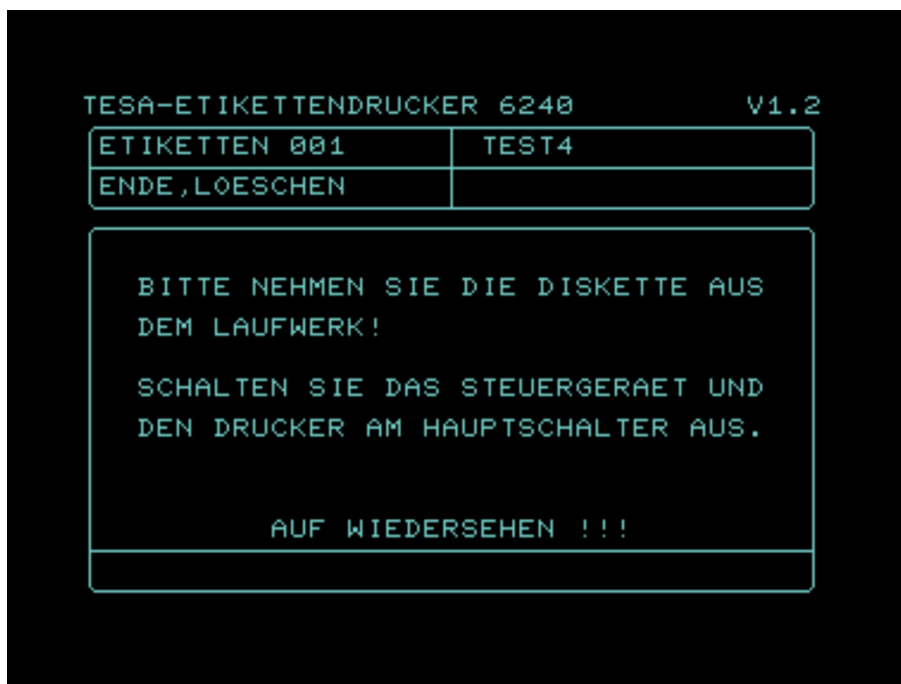 TESA-ETIKETTENDRUCKER 6240 V1.2
ETIKETTEN 001 TEST4
ENDE,LOESCHEN
BITTE NEHMEN SIE DIE DISKETTE AUS
DEM LAUFWERK!
SCHALTEN SIE DAS STEUERGERAET UND
DEN DRUCKER AM HAUPTSCHALTER AUS.
AUF WIEDERSEHEN !!!